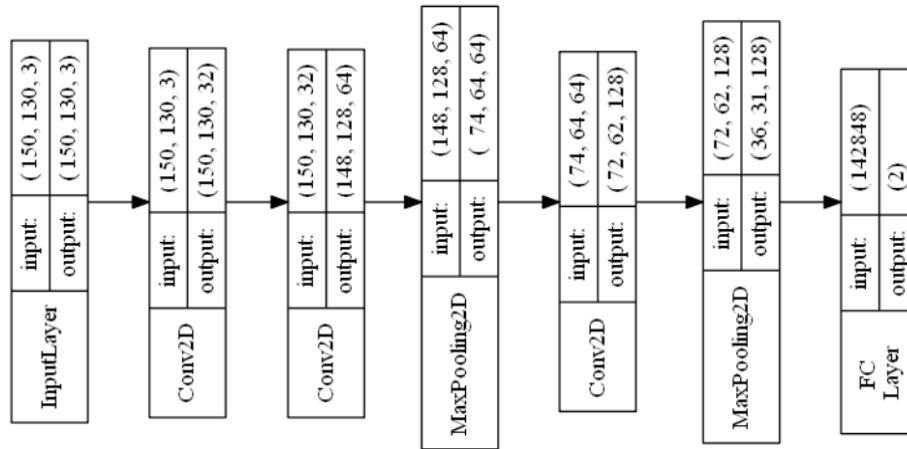 InputLayer
input:
(150, 130, 3)
output:
(150, 130, 3)
Conv2D
input:
(150, 130, 3)
output:
(150, 130, 32)
Conv2D
input:
(150, 130, 32)
output:
(148, 128, 64)
MaxPooling2D
input:
(148, 128, 64)
output:
( 74, 64, 64)
Conv2D
input:
( 74, 64, 64)
output:
(72, 62, 128)
MaxPooling2D
input:
(72, 62, 128)
output:
(36, 31, 128)
FC
Layer
input:
(142848)
output:
(2)